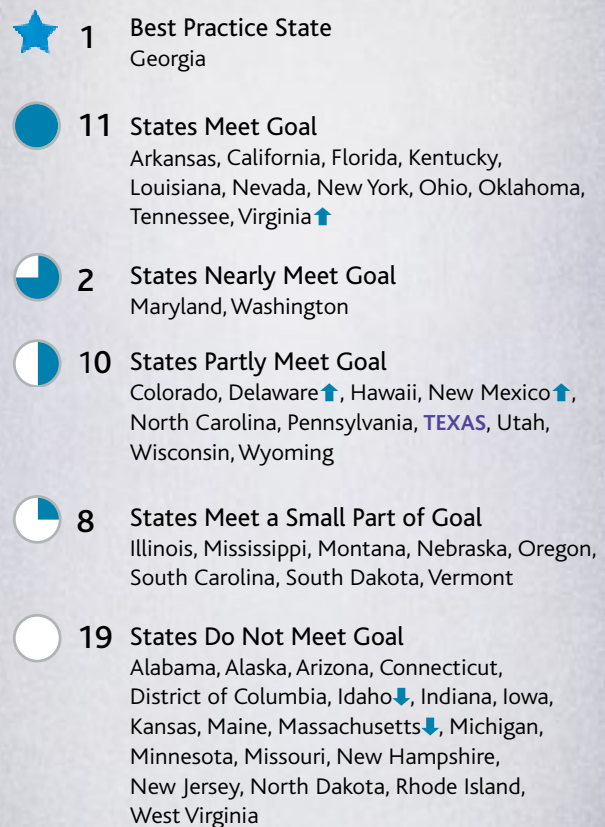 1 Best Practice State
Georgia
11 States Meet Goal
Arkansas, California, Florida, Kentucky,
Louisiana, Nevada, New York, Ohio, Oklahoma,
Tennessee, Virginia⬆
2 States Nearly Meet Goal
Maryland, Washington
10 States Partly Meet Goal
Colorado, Delaware⬆, Hawaii, New Mexico⬆,
North Carolina, Pennsylvania, TEXAS, Utah,
Wisconsin, Wyoming
8 States Meet a Small Part of Goal
Illinois, Mississippi, Montana, Nebraska, Oregon,
South Carolina, South Dakota, Vermont
19 States Do Not Meet Goal
Alabama, Alaska, Arizona, Connecticut,
District of Columbia, Idaho⬇, Indiana, Iowa,
Kansas, Maine, Massachusetts⬇, Michigan,
Minnesota, Missouri, New Hampshire,
New Jersey, North Dakota, Rhode Island,
West Virginia